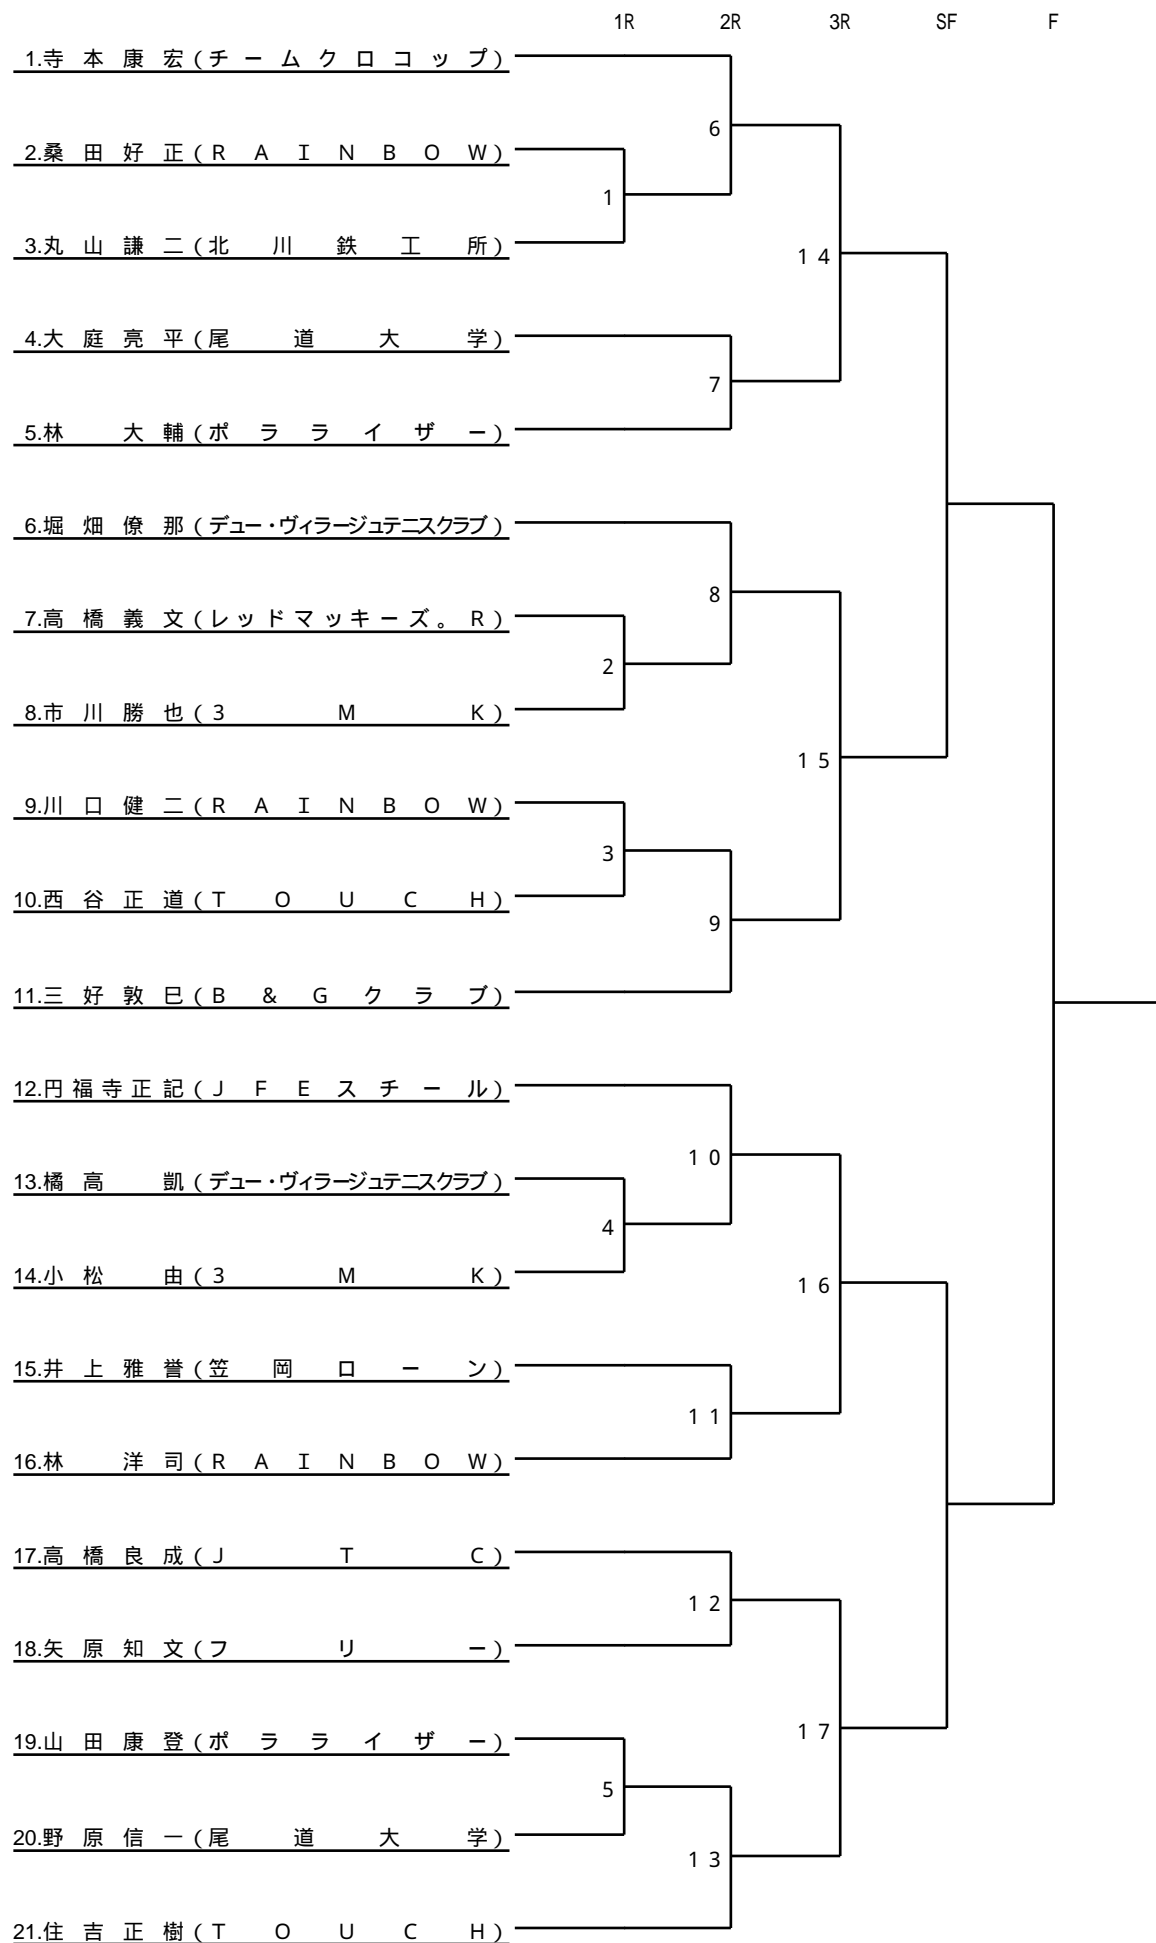 1R 2R 3R SF F
1.寺本康宏(チームクロコップ)
6
2.桑田好正(RAINBOW)
1
3.丸山謙二(北川鉄工所)
14
4.大庭亮平(尾道大学)
7
5.林 大輔(ポラライザー)
6.堀畑僚那(デュー・ヴィラージュテニスクラブ)
8
7.高橋義文(レッドマッキーズ。R)
2
8.市川勝也(3MK)
15
9.川口健二(RAINBOW)
3
10.西谷正道(TOUCH)
9
11.三好敦巳(B&Gクラブ)
12.円福寺正記(JFEスチール)
10
13.橘高 凱(デュー・ヴィラージュテニスクラブ)
4
14.小松 由(3MK)
16
15.井上雅誉(笠岡ローン)
11
16.林 洋司(RAINBOW)
17.高橋良成(JTC)
12
18.矢原知文(フリー)
17
19.山田康登(ポラライザー)
5
20.野原信一(尾道大学)
13
21.住吉正樹(TOUCH)